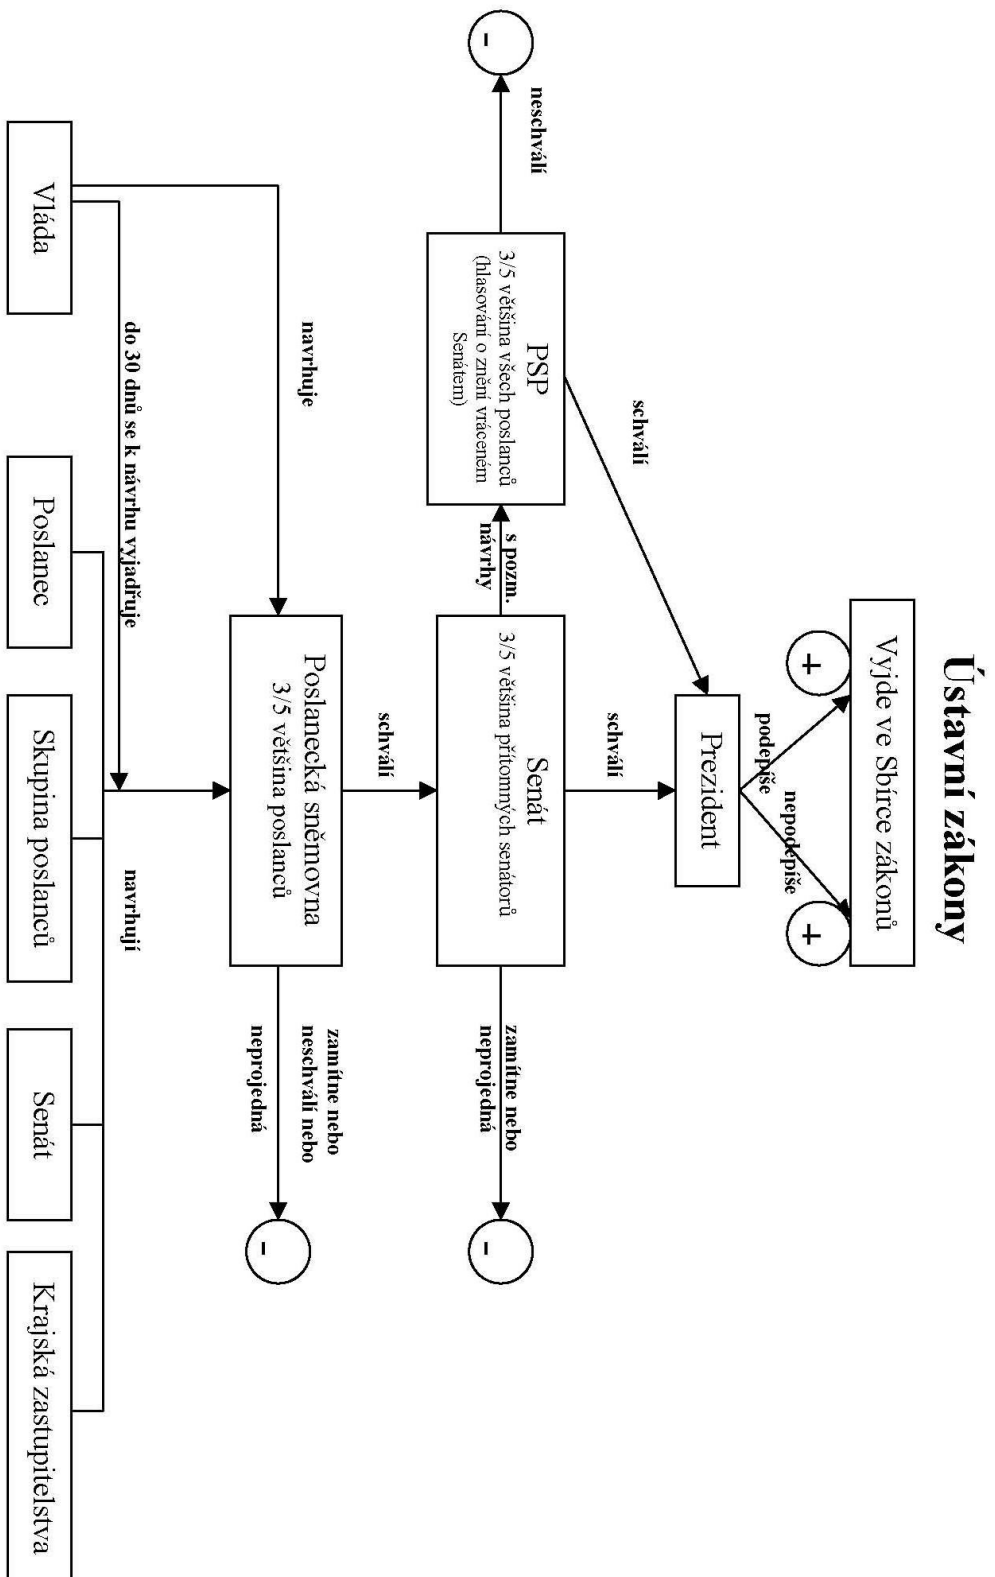 Ústavní zákony
Vyjde ve Sbírce zákonů
+
+
podepíše
nepodepíše
Prezident
schválí
schválí
neschválí
-
PSP
3/5 většina všech poslanců
(hlasování o znění vráceném
Senátem)
s pozm.
návrhy
Senát
3/5 většina přítomných senátorů
zamítne nebo
neprojedná
-
schválí
navrhuje
Poslanecká sněmovna
3/5 většina poslanců
zamítne nebo
neschválí nebo
neprojedná
-
do 30 dnů se k návrhu vyjadřuje
navrhují
Vláda
Poslanec
Skupina poslanců
Senát
Krajská zastupitelstva